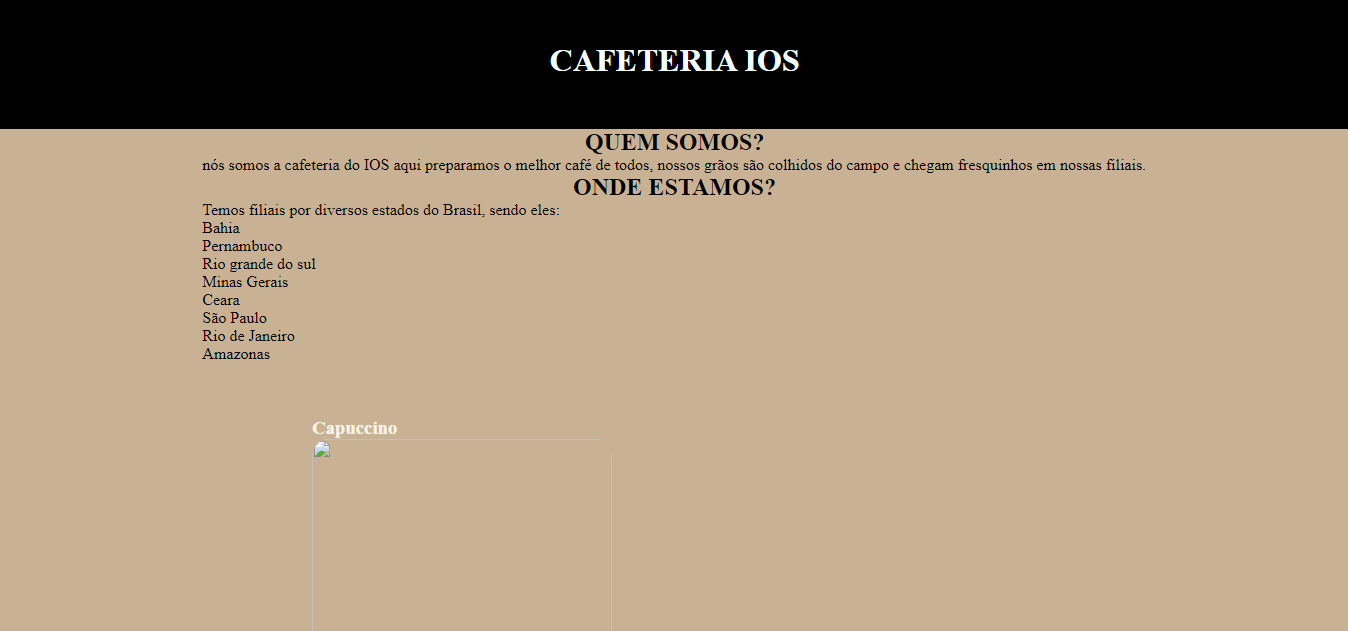 CAFETERIA IOS
QUEM SOMOS?
nós somos a cafeteria do IOS aqui preparamos o melhor café de todos, nossos grãos são colhidos do campo e chegam fresquinhos em nossas filiais.
ONDE ESTAMOS?
Temos filiais por diversos estados do Brasil, sendo eles:
Bahia
Pernambuco
Rio grande do sul
Minas Gerais
Ceara
São Paulo
Rio de Janeiro
Amazonas
Capuccino